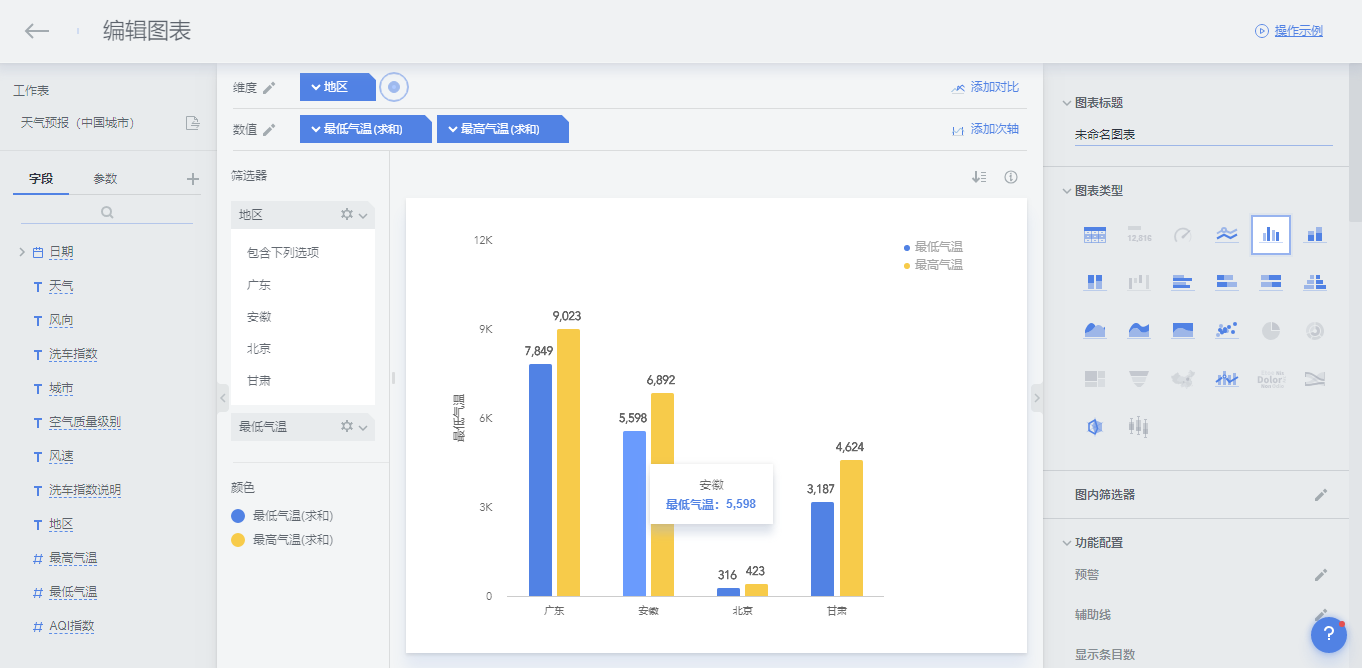 编辑图表
操作示例
工作表
天气预报（中国城市）
字段 参数
日期
天气
风向
洗车指数
城市
空气质量级别
风速
洗车指数说明
地区
最高气温
最低气温
AQI指数
维度 地区 添加对比
数值 最低气温(求和) 最高气温(求和) 添加次轴
筛选器
地区
包含下列选项
广东
安徽
北京
甘肃
最低气温
颜色
最低气温(求和)
最高气温(求和)
12K
9K
6K
3K
0
最低气温
最低气温
最高气温
7,849
9,023
5,598
6,892
316
423
3,187
4,624
安徽
最低气温：5,598
广东 安徽 北京 甘肃
图表标题
未命名图表
图表类型
12,816
Dolor
图内筛选器
功能配置
预警
辅助线
显示条目数
?